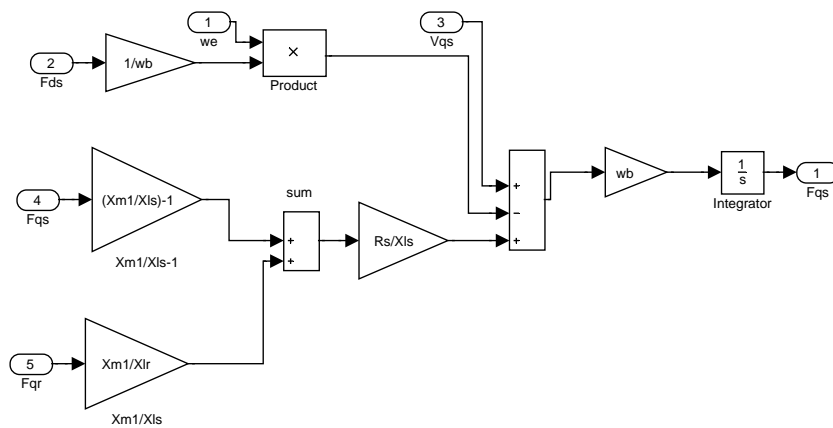 1
we
3
Vqs
2
Fds
1/wb
×
Product
4
Fqs
(Xm1/Xls)-1
Xm1/Xls-1
sum
+
+
Rs/Xls
+
−
+
wb
1
s
Integrator
1
Fqs
5
Fqr
Xm1/Xlr
Xm1/Xls